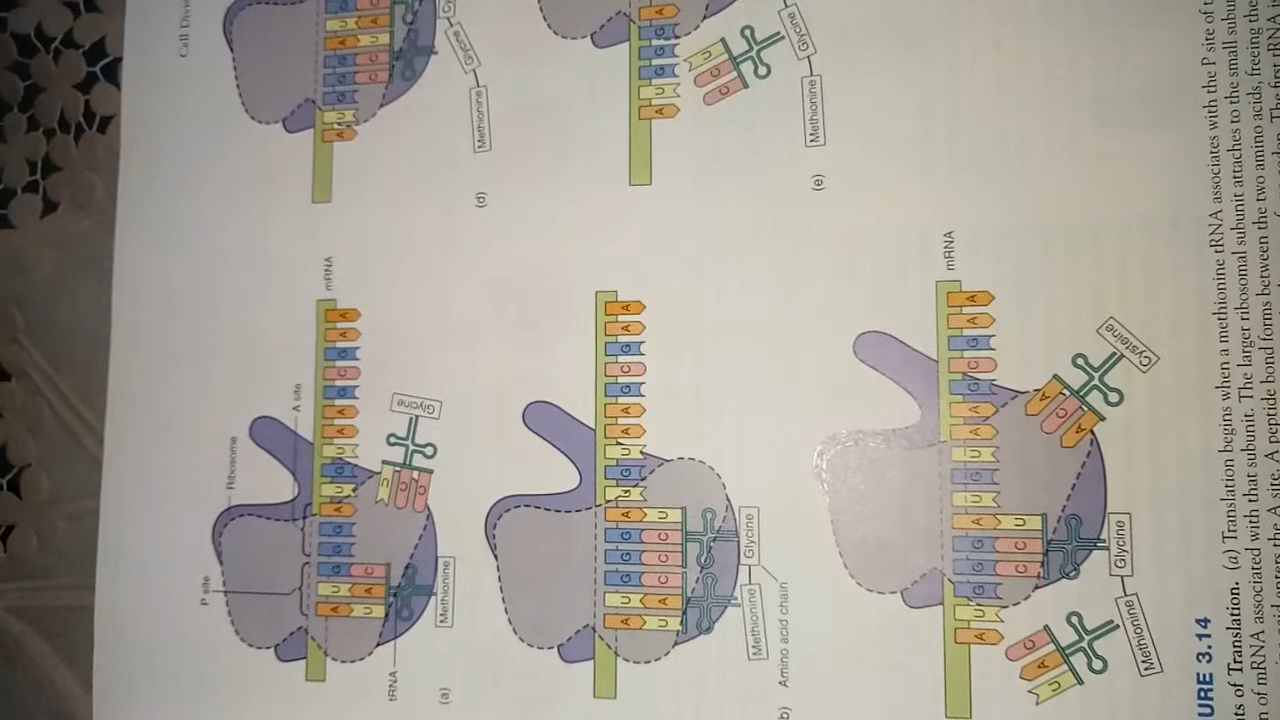 Cell Divi
P site
Ribosome
A site
mRNA
A U G G G A U G U A A G C G A A
U A C
U C C
Glycine
tRNA
Methionine
(a)
A U G G G A U G U A A G C G A A
U A C C C U
Methionine
Glycine
b) Amino acid chain
mRNA
A U G G G A U G U A A G C G A A
C C U
U A C
A C A
Cysteine
Glycine
Methionine
A U G G G A U
C C U A
Glycine
Methionine
(d)
A U G G G A
C C U
Glycine
Methionine
(e)
URE 3.14
ts of Translation. (a) Translation begins when a methionine tRNA associates with the P site of t
n of mRNA associated with that subunit. The larger ribosomal subunit attaches to the small subu
the A site. A peptide bond forms between the two amino acids, freeing the